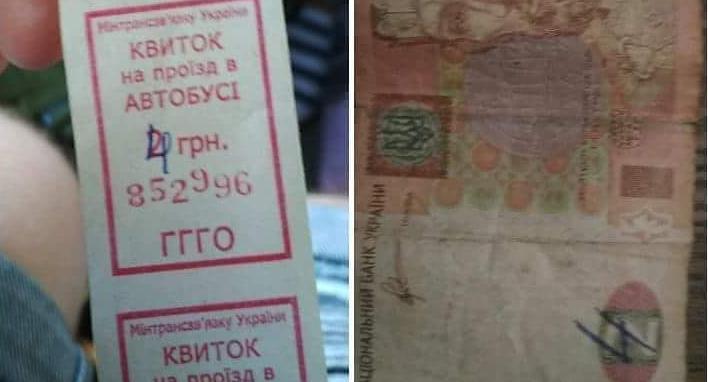 Мінтрансзв'язку України
КВИТОК
на проїзд в
АВТОБУСІ
4 грн.
852996
ГГГО
Мінтрансзв'язку України
КВИТОК
на проїзд в
НАЦІОНАЛЬНИЙ БАНК УКРАЇНИ
4